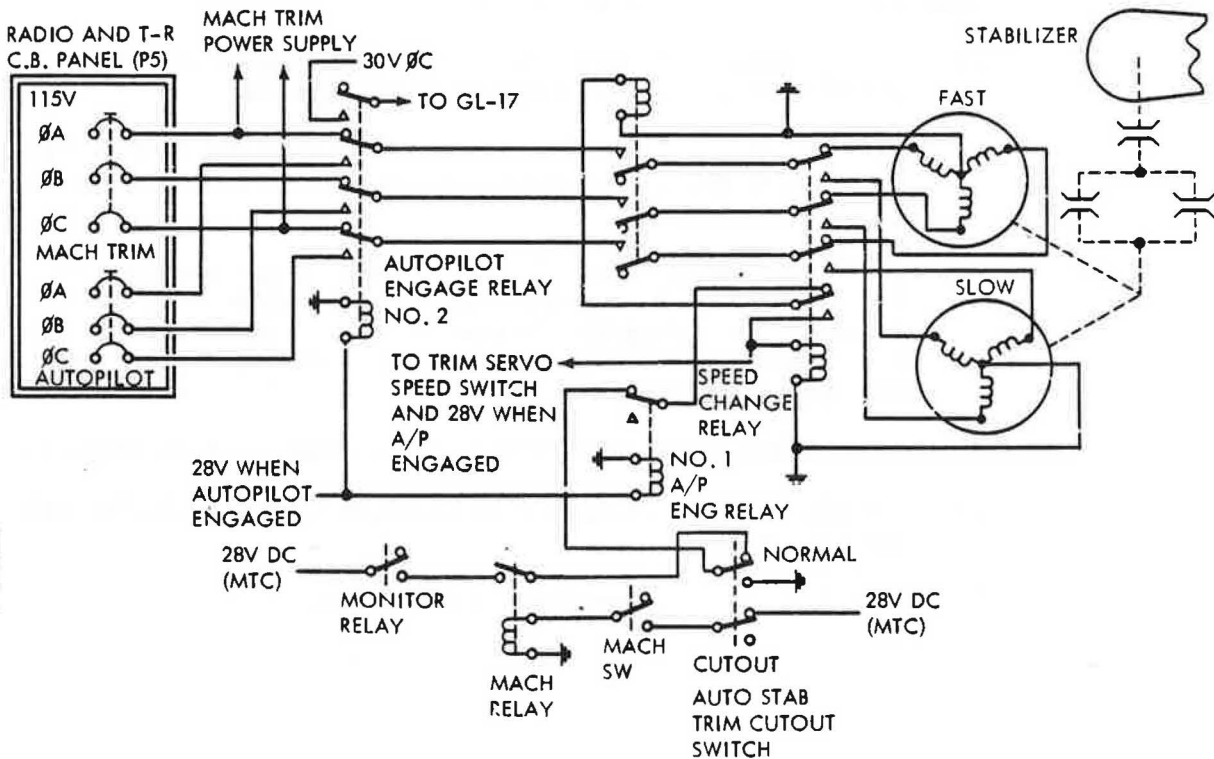 RADIO AND T-R
C.B. PANEL (P5)
MACH TRIM
POWER SUPPLY
115V
ØA
ØB
ØC
MACH TRIM
ØA
ØB
ØC
AUTOPILOT
30V ØC
TO GL-17
AUTOPILOT
ENGAGE RELAY
NO. 2
STABILIZER
FAST
SLOW
TO TRIM SERVO
SPEED SWITCH
AND 28V WHEN
A/P
ENGAGED
SPEED
CHANGE
RELAY
NO. 1
A/P
ENG RELAY
28V WHEN
AUTOPILOT
ENGAGED
28V DC
(MTC)
MONITOR
RELAY
MACH
RELAY
MACH
SW
NORMAL
28V DC
(MTC)
CUTOUT
AUTO STAB
TRIM CUTOUT
SWITCH